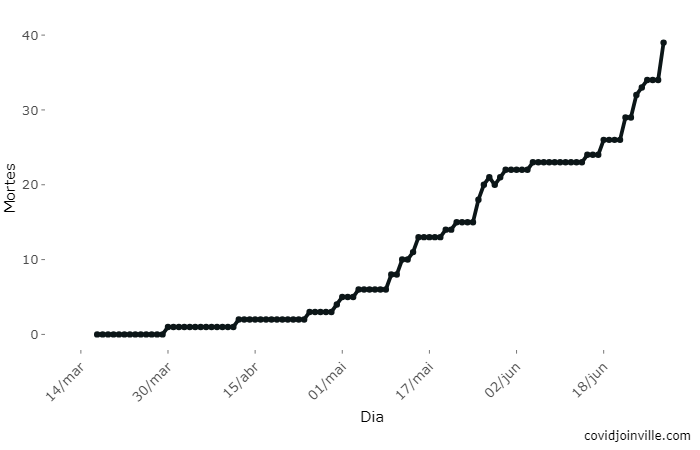 40
30
20
10
0
Mortes
14/mar
30/mar
15/abr
01/mai
17/mai
02/jun
18/jun
Dia
covidjoinville.com